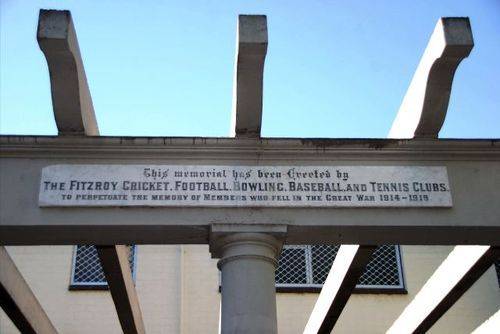 This memorial has been Erected by
THE FITZROY CRICKET, FOOTBALL, BOWLING, BASEBALL, AND TENNIS CLUBS.
TO PERPETUATE THE MEMORY OF MEMBERS WHO FELL IN THE GREAT WAR 1914-1919.